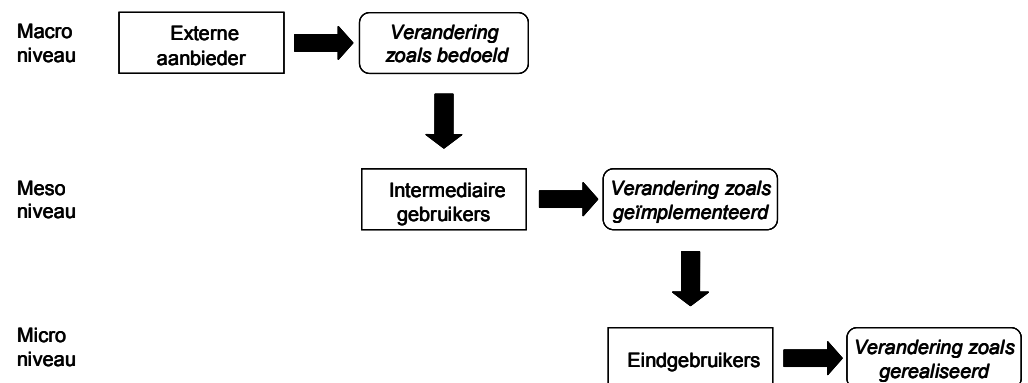 Macro
niveau
Externe
aanbieder
Verandering
zoals bedoeld
Meso
niveau
Intermediaire
gebruikers
Verandering zoals
geïmplementeerd
Micro
niveau
Eindgebruikers
Verandering zoals
gerealiseerd